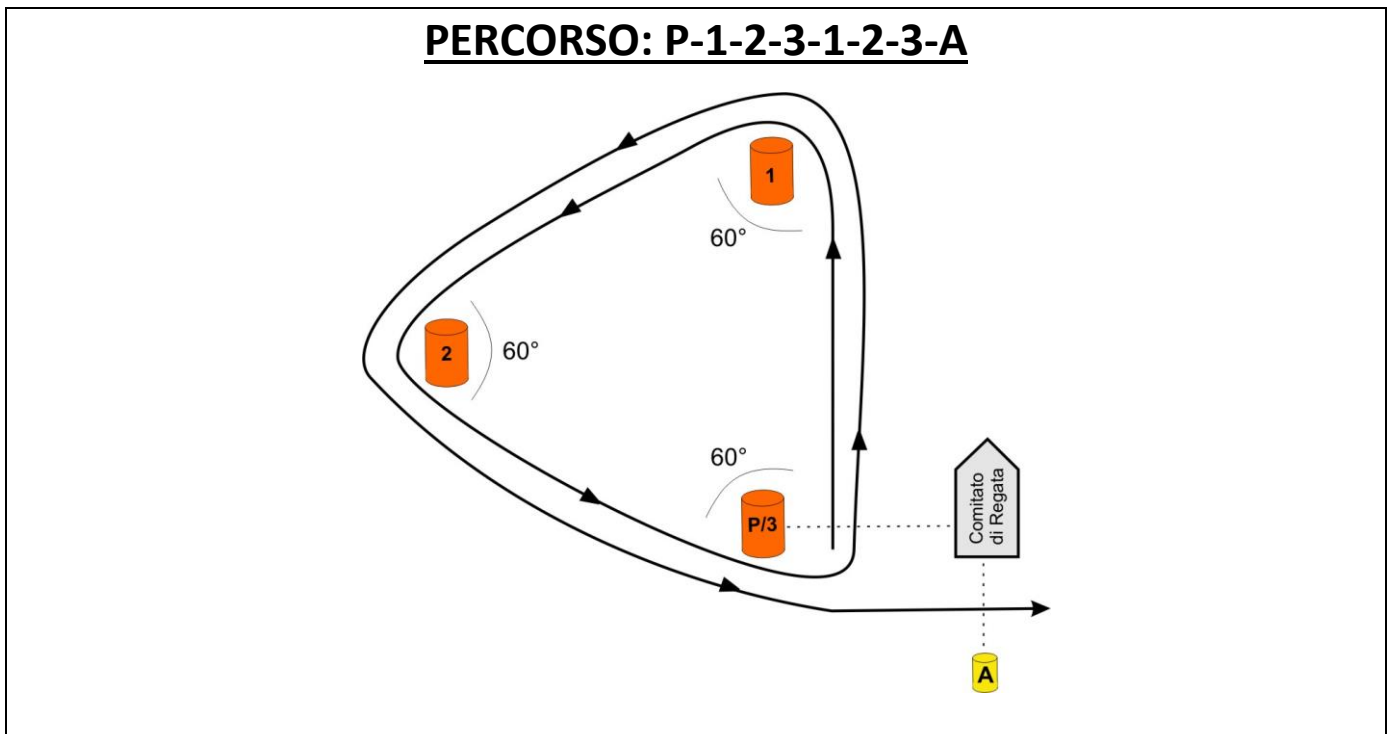 PERCORSO: P-1-2-3-1-2-3-A
1
60°
2
60°
60°
P/3
Comitato
di Regata
A